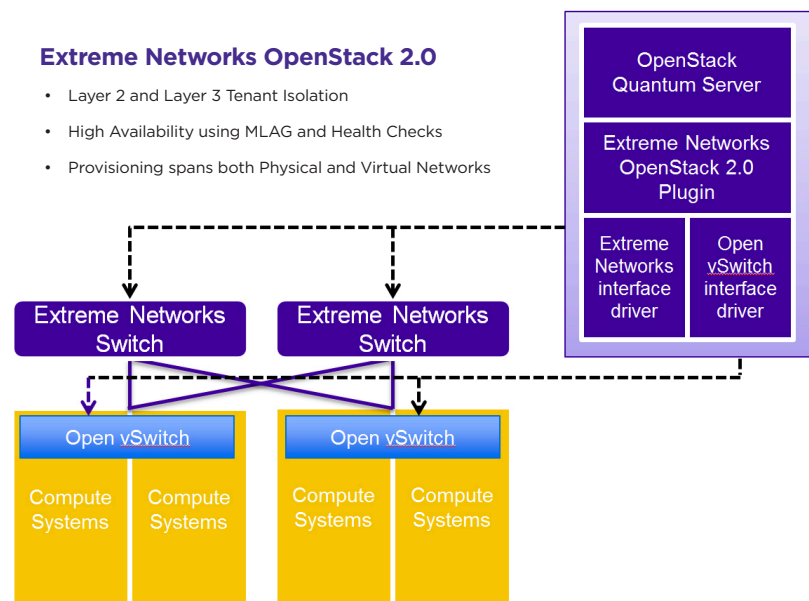 Extreme Networks OpenStack 2.0
• Layer 2 and Layer 3 Tenant Isolation
• High Availability using MLAG and Health Checks
• Provisioning spans both Physical and Virtual Networks
OpenStack
Quantum Server
Extreme Networks
OpenStack 2.0
Plugin
Extreme
Networks
interface
driver
Open
vSwitch
interface
driver
Extreme Networks
Switch
Extreme Networks
Switch
Open vSwitch
Open vSwitch
Compute
Systems
Compute
Systems
Compute
Systems
Compute
Systems